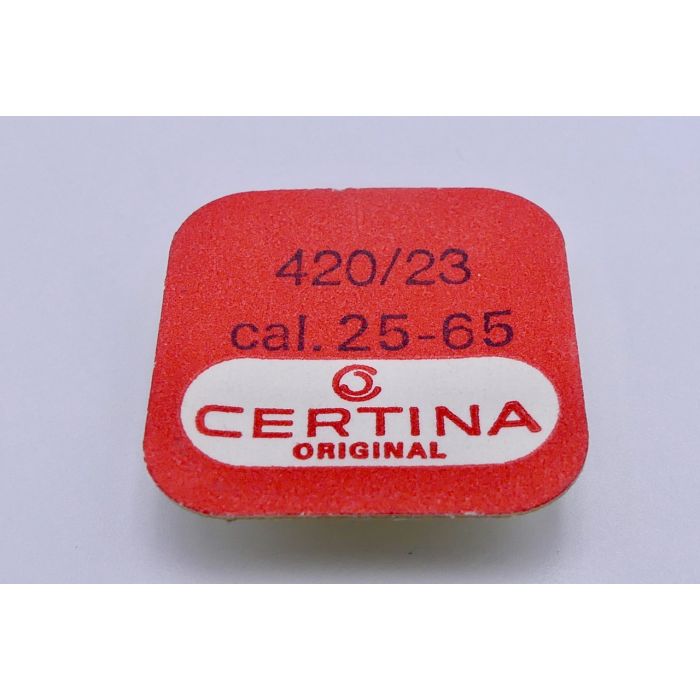 420/23
cal. 25-65
CERTINA
ORIGINAL